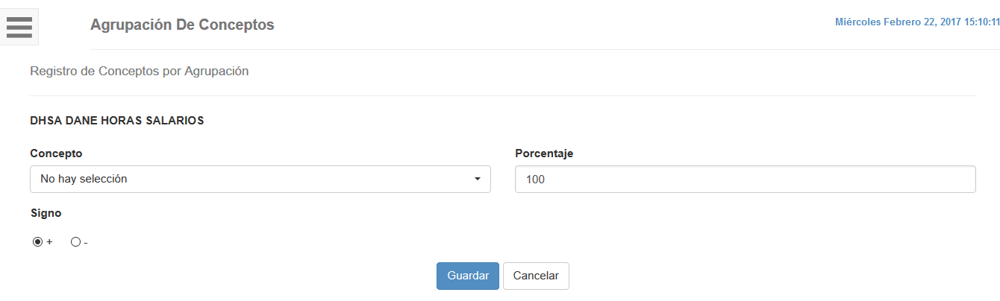 Agrupación De Conceptos
Miércoles Febrero 22, 2017 15:10:11
Registro de Conceptos por Agrupación
DHSA DANE HORAS SALARIOS
Concepto
Porcentaje
No hay selección
100
Signo
+ -
Guardar Cancelar